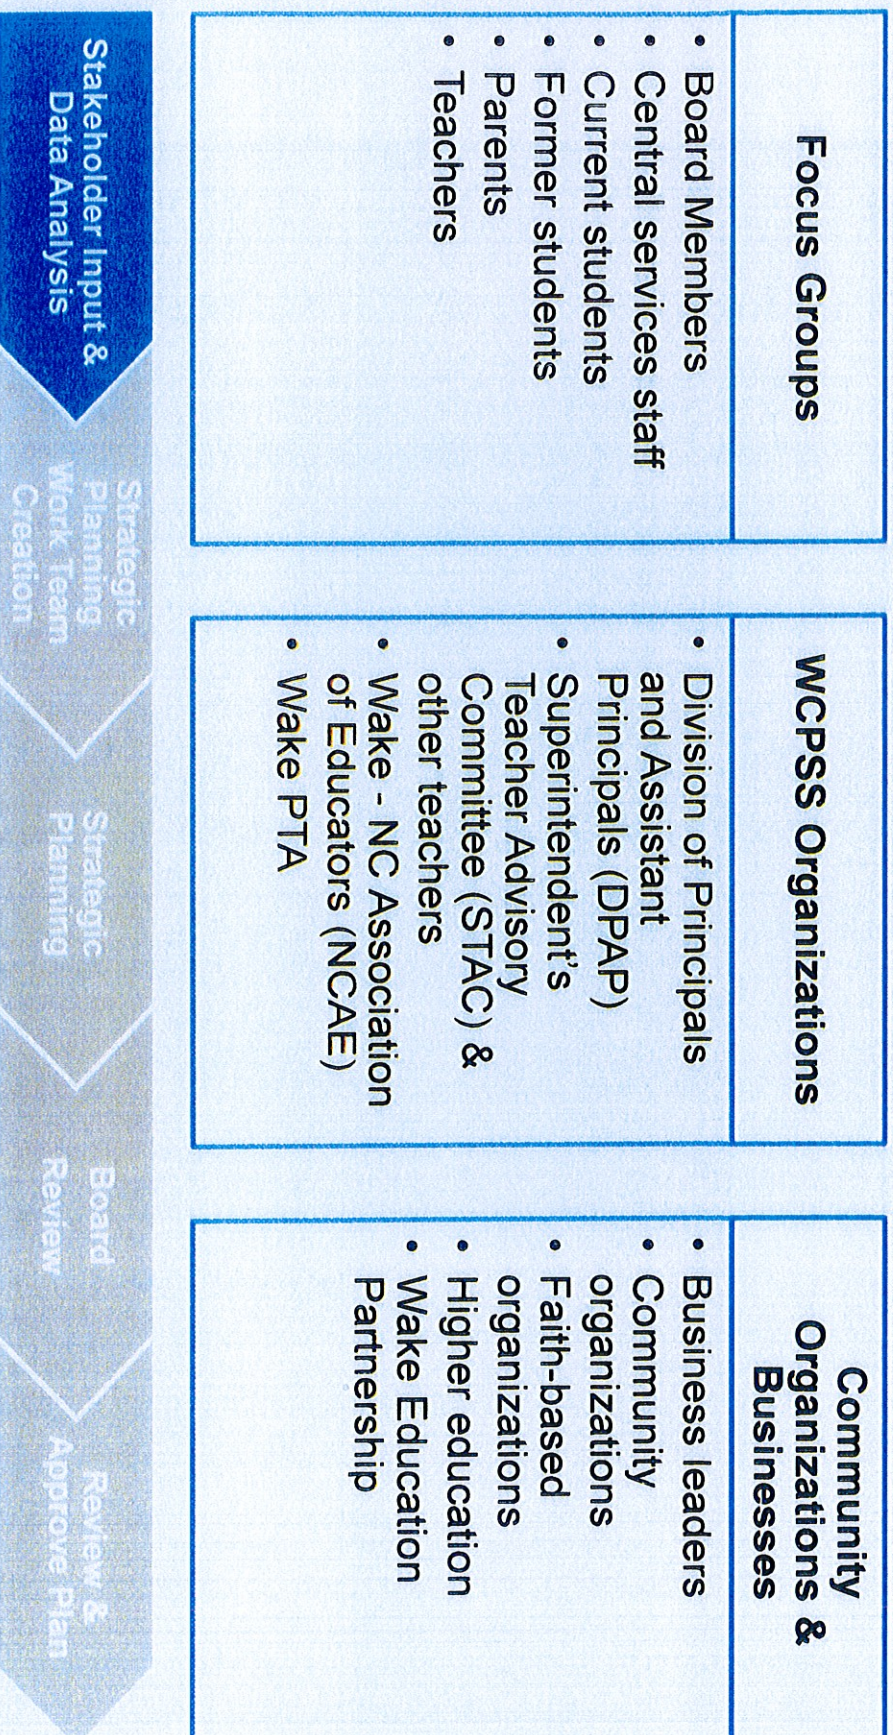 Focus Groups
• Board Members
• Central services staff
• Current students
• Former students
• Parents
• Teachers
WCPSS Organizations
• Division of Principals
and Assistant
Principals (DPAP)
• Superintendent's
Teacher Advisory
Committee (STAC) &
other teachers
• Wake - NC Association
of Educators (NCAE)
• Wake PTA
Community
Organizations &
Businesses
• Business leaders
• Community
organizations
• Faith-based
organizations
• Higher education
• Wake Education
Partnership
Stakeholder Input &
Data Analysis
Strategic
Planning
Work Team
Creation
Strategic
Planning
Board
Review
Review &
Approve Plan